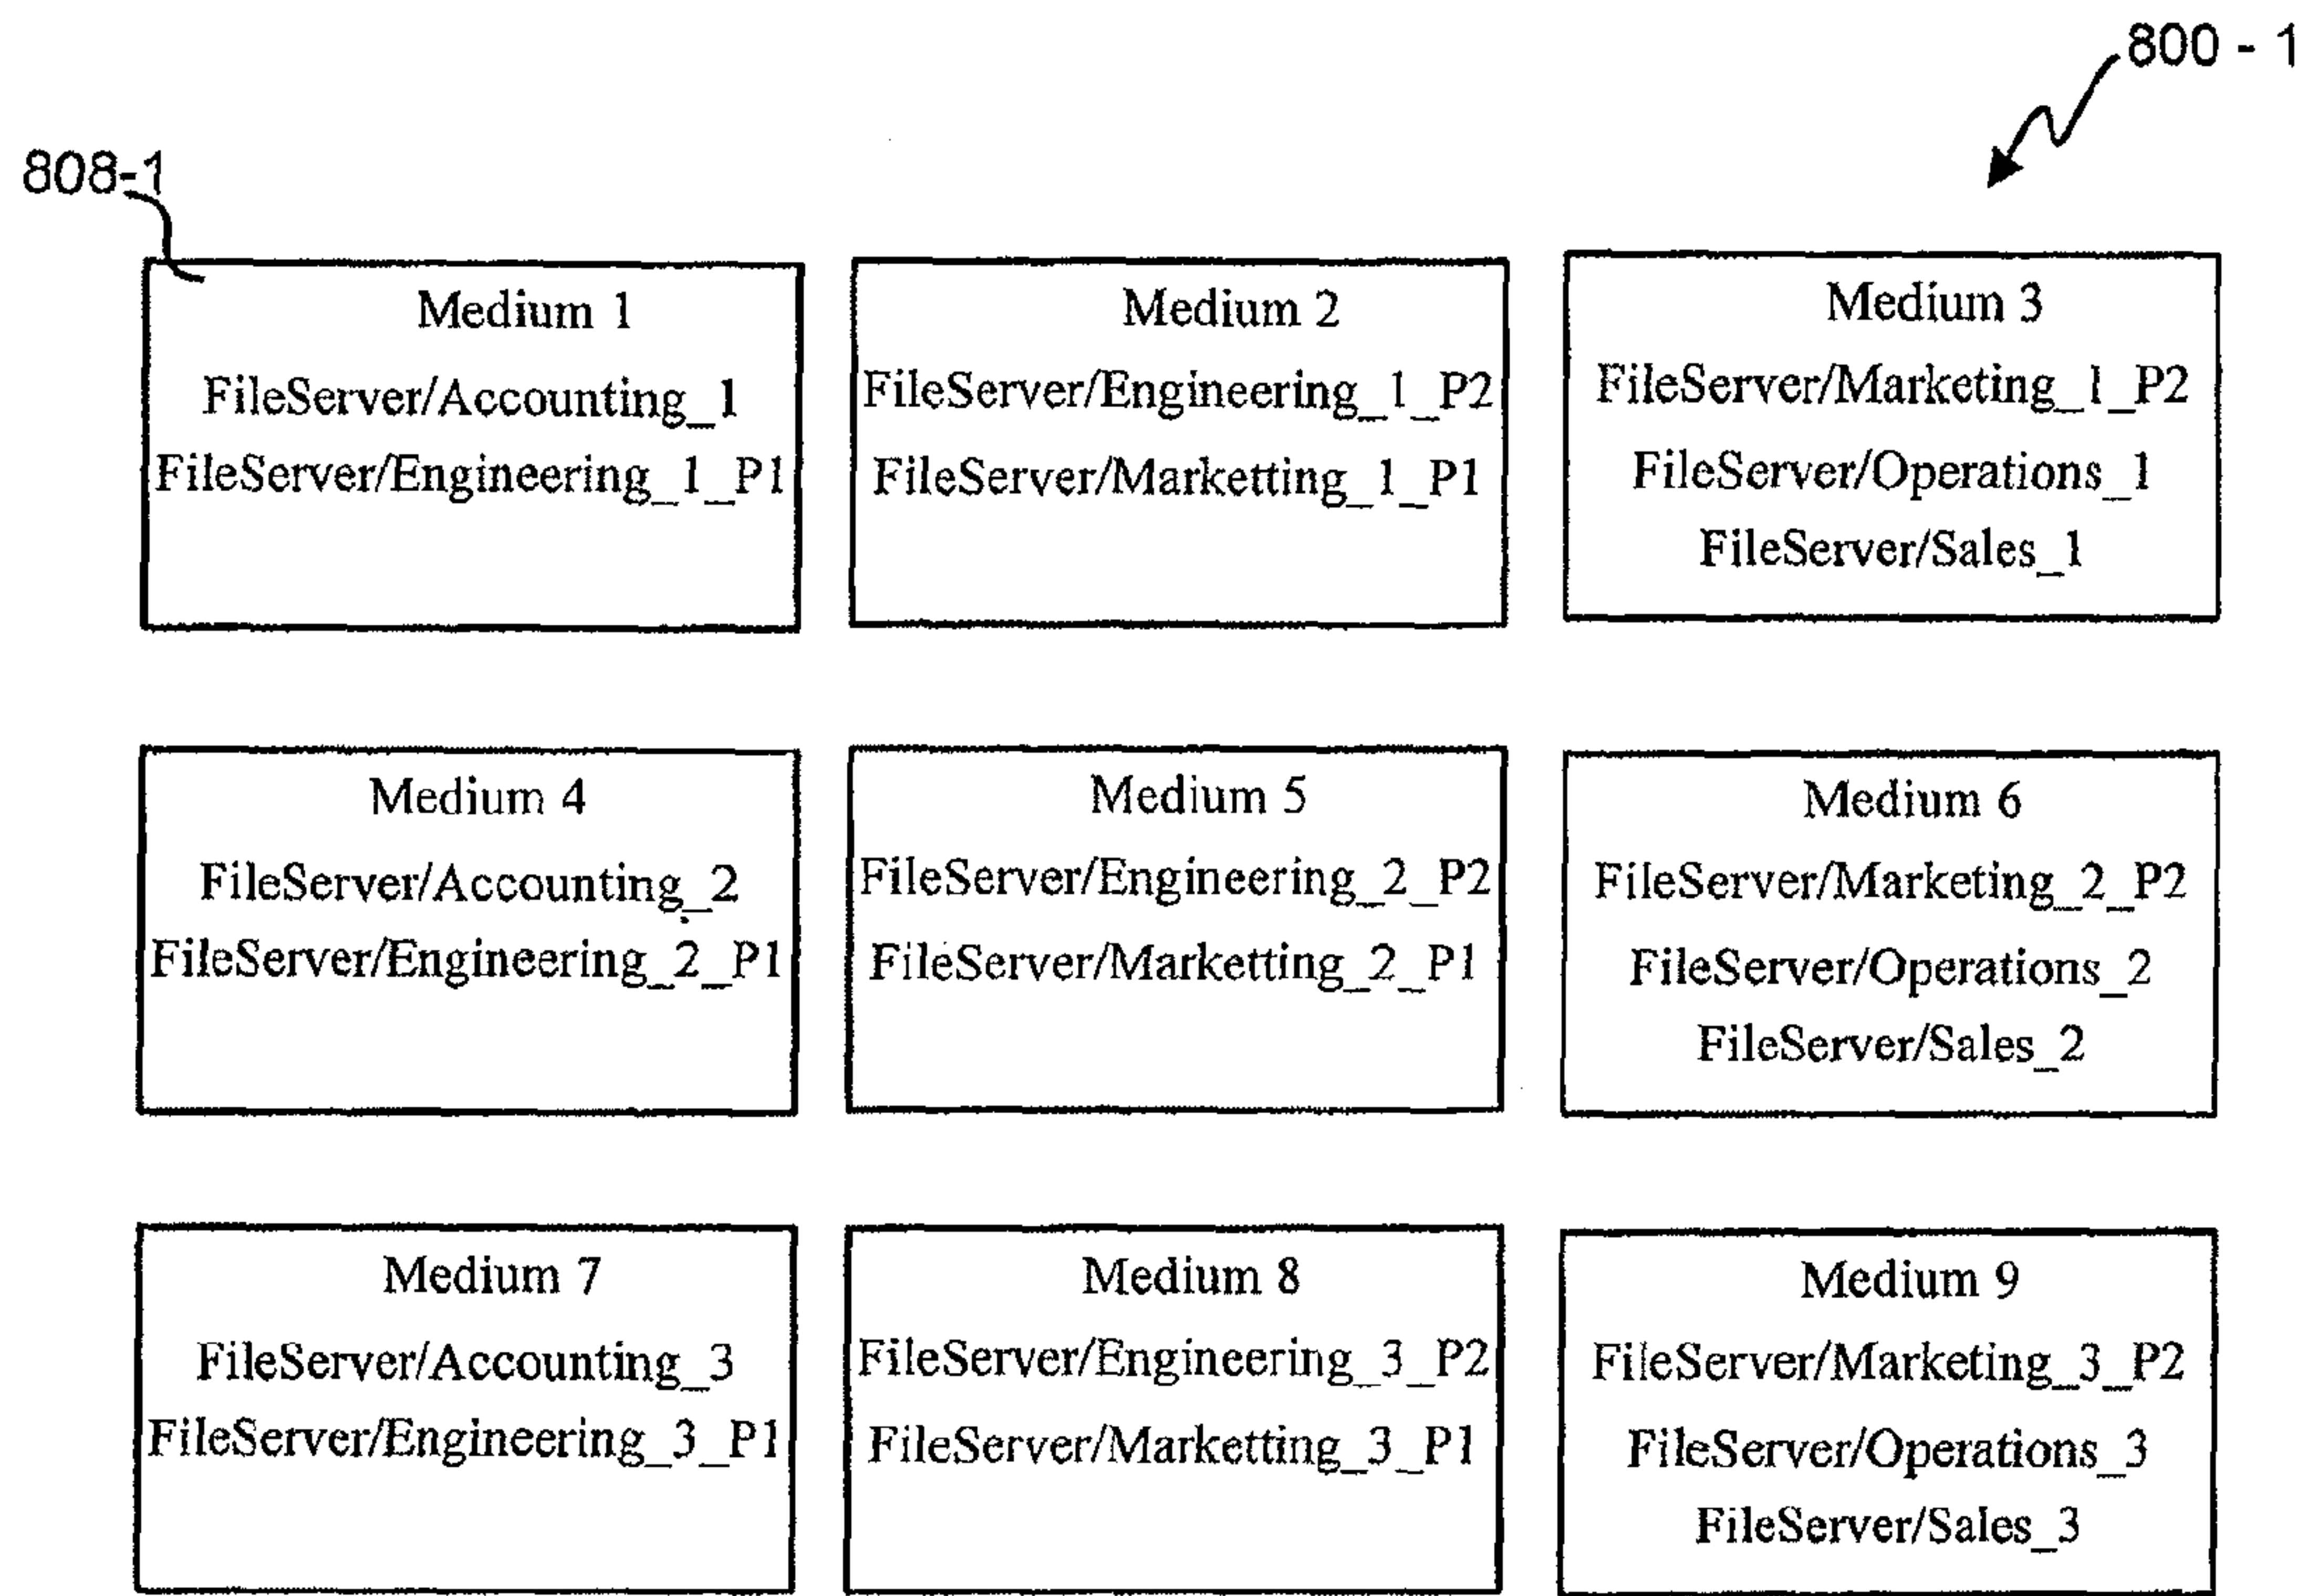 800 - 1
808-1
Medium 1
FileServer/Accounting_1
FileServer/Engineering_1_P1
Medium 2
FileServer/Engineering_1_P2
FileServer/Marketting_1_P1
Medium 3
FileServer/Marketing_1_P2
FileServer/Operations_1
FileServer/Sales_1
Medium 4
FileServer/Accounting_2
FileServer/Engineering_2_P1
Medium 5
FileServer/Engineering_2_P2
FileServer/Marketting_2_P1
Medium 6
FileServer/Marketing_2_P2
FileServer/Operations_2
FileServer/Sales_2
Medium 7
FileServer/Accounting_3
FileServer/Engineering_3_P1
Medium 8
FileServer/Engineering_3_P2
FileServer/Marketting_3_P1
Medium 9
FileServer/Marketing_3_P2
FileServer/Operations_3
FileServer/Sales_3